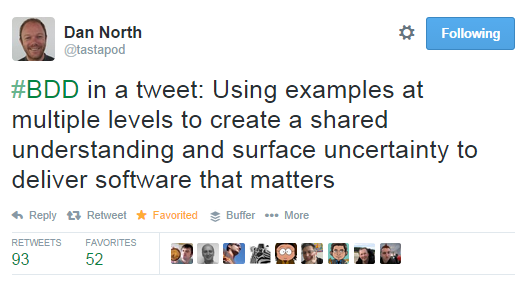 Dan North
@tastapod
Following
#BDD in a tweet: Using examples at
multiple levels to create a shared
understanding and surface uncertainty to
deliver software that matters
Reply Retweet Favorited Buffer More
RETWEETS FAVORITES
93 52